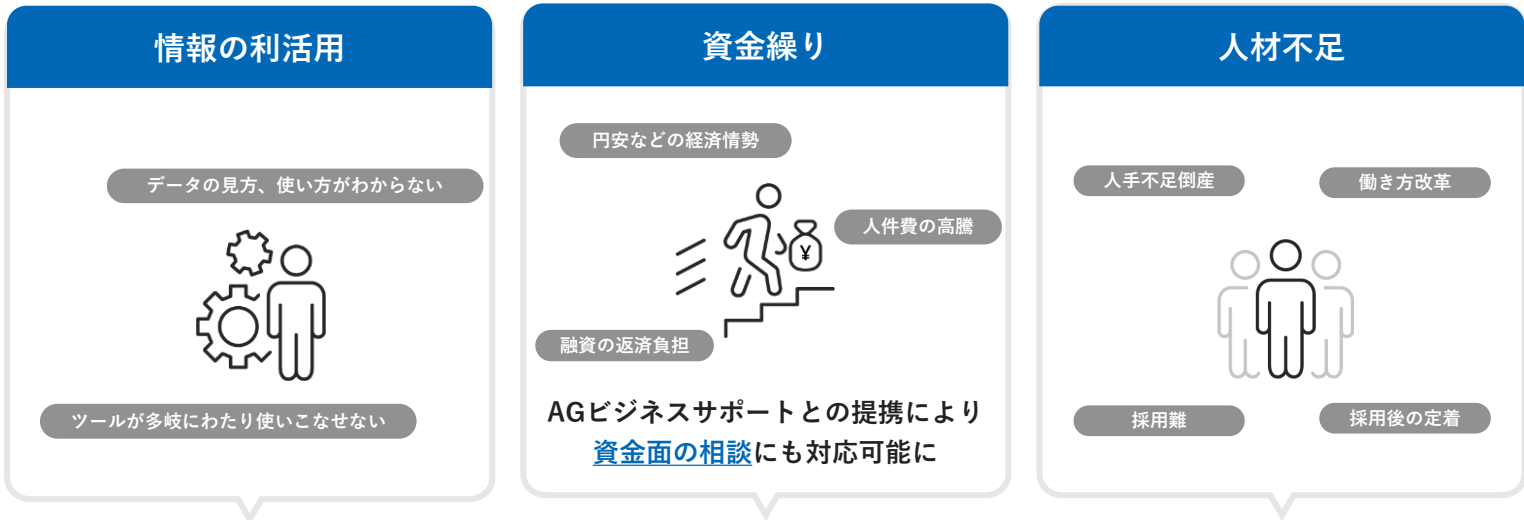 情報の利活用
データの見方、使い方がわからない
ツールが多岐にわたり使いこなせない
資金繰り
円安などの経済情勢
人件費の高騰
¥
融資の返済負担
AGビジネスサポートとの提携により
資金面の相談にも対応可能に
人材不足
人手不足倒産
働き方改革
採用難
採用後の定着